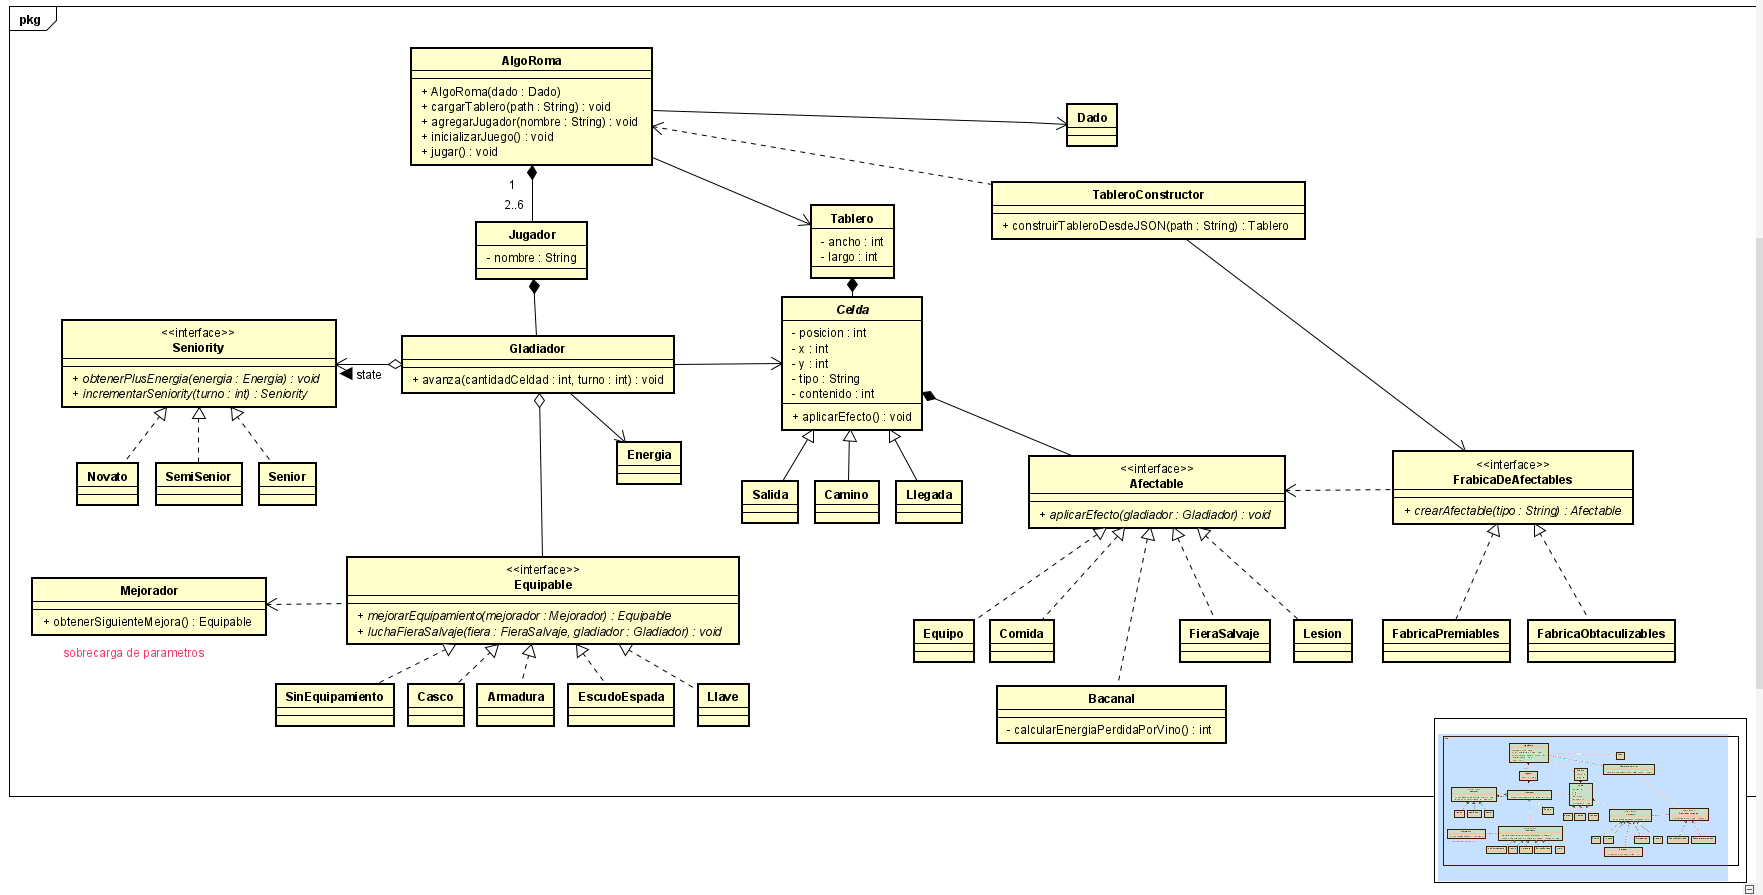 pkg
AlgoRoma
+ AlgoRoma(dado : Dado)
+ cargarTablero(path : String) : void
+ agregarJugador(nombre : String) : void
+ inicializarJuego() : void
+ jugar() : void
Dado
1
2..6
TableroConstructor
+ construirTableroDesdeJSON(path : String) : Tablero
Tablero
- ancho : int
- largo : int
Jugador
- nombre : String
Celda
- posicion : int
- x : int
- y : int
- tipo : String
- contenido : int
+ aplicarEfecto() : void
<<interface>>
Seniority
+ obtenerPlusEnergia(energia : Energia) : void
+ incrementarSeniority(turno : int) : Seniority
state
Gladiador
+ avanza(cantidadCeldad : int, turno : int) : void
Energia
Novato
SemiSenior
Senior
Salida
Camino
Llegada
<<interface>>
Afectable
+ aplicarEfecto(gladiador : Gladiador) : void
<<interface>>
FrabicaDeAfectables
+ crearAfectable(tipo : String) : Afectable
Mejorador
+ obtenerSiguienteMejora() : Equipable
sobrecarga de parametros
<<interface>>
Equipable
+ mejorarEquipamiento(mejorador : Mejorador) : Equipable
+ luchaFieraSalvaje(fiera : FieraSalvaje, gladiador : Gladiador) : void
Equipo
Comida
FieraSalvaje
Lesion
FabricaPremiables
FabricaObtaculizables
SinEquipamiento
Casco
Armadura
EscudoEspada
Llave
Bacanal
- calcularEnergiaPerdidaPorVino() : int